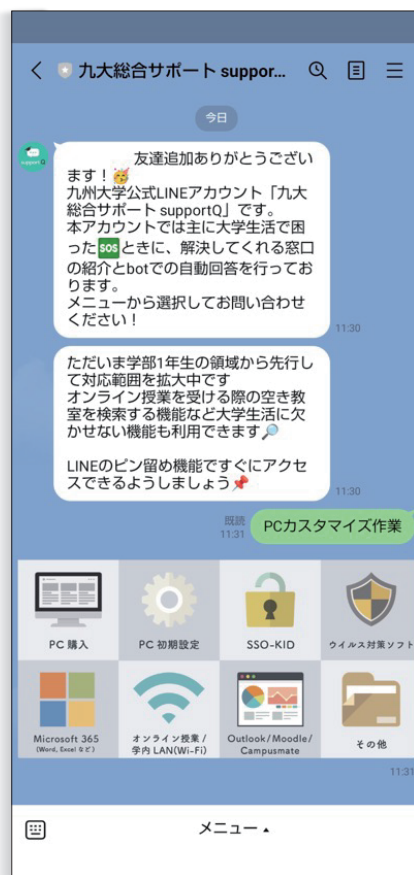 九大総合サポート suppor...
今日
supportQ
友達追加ありがとうござい
ます！🥳
九州大学公式LINEアカウント「九大
総合サポート supportQ」です。
本アカウントでは主に大学生活で困
った🆘ときに、解決してくれる窓口
の紹介とbotでの自動回答を行ってお
ります。
メニューから選択してお問い合わせ
ください！
11:30
ただいま学部1年生の領域から先行し
て対応範囲を拡大中です
オンライン授業を受ける際の空き教
室を検索する機能など大学生活に欠
かせない機能も利用できます🔎
LINEのピン留め機能ですぐにアクセ
スできるようしましょう📌
11:30
既読
11:31
PCカスタマイズ作業
PC 購入
PC 初期設定
SSO-KID
ウイルス対策ソフト
Microsoft 365
(Word, Excel など)
オンライン授業 /
学内 LAN(Wi-Fi)
Outlook/Moodle/
Campusmate
その他
11:31
メニュー ▴